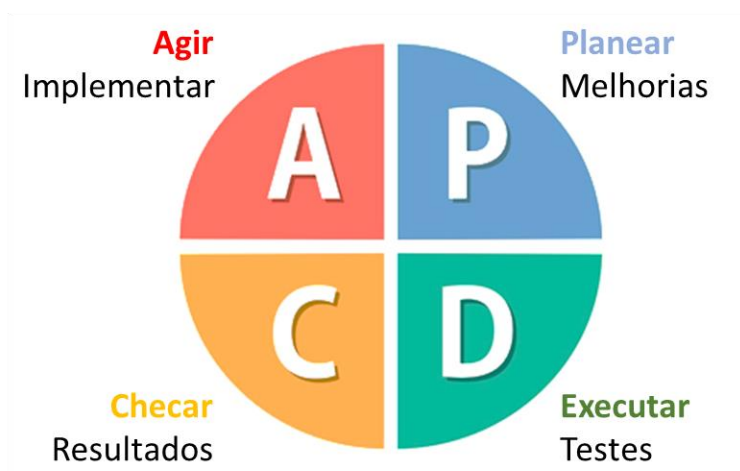 Agir
Implementar
Planear
Melhorias
A
P
C
D
Checar
Resultados
Executar
Testes